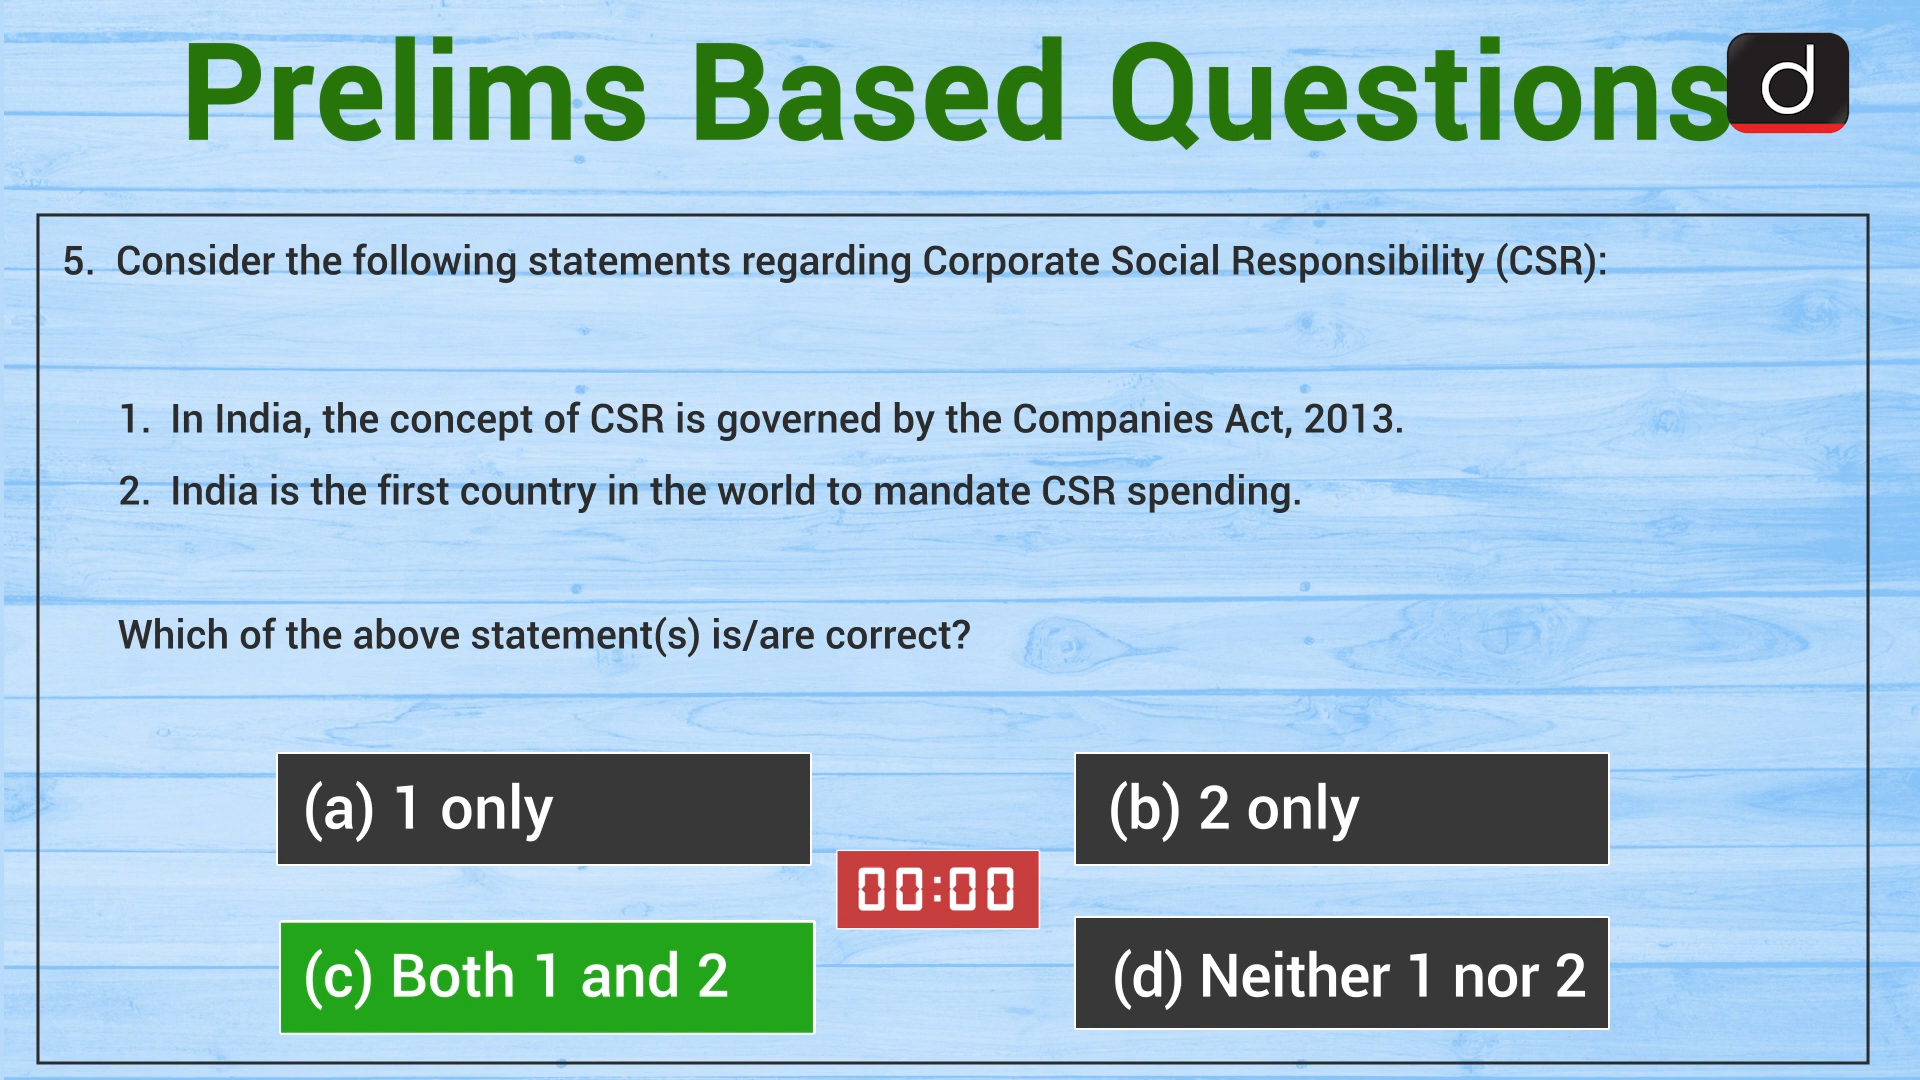 Prelims Based Questions
d
5. Consider the following statements regarding Corporate Social Responsibility (CSR):
1. In India, the concept of CSR is governed by the Companies Act, 2013.
2. India is the first country in the world to mandate CSR spending.
Which of the above statement(s) is/are correct?
(a) 1 only
(b) 2 only
00:00
(c) Both 1 and 2
(d) Neither 1 nor 2